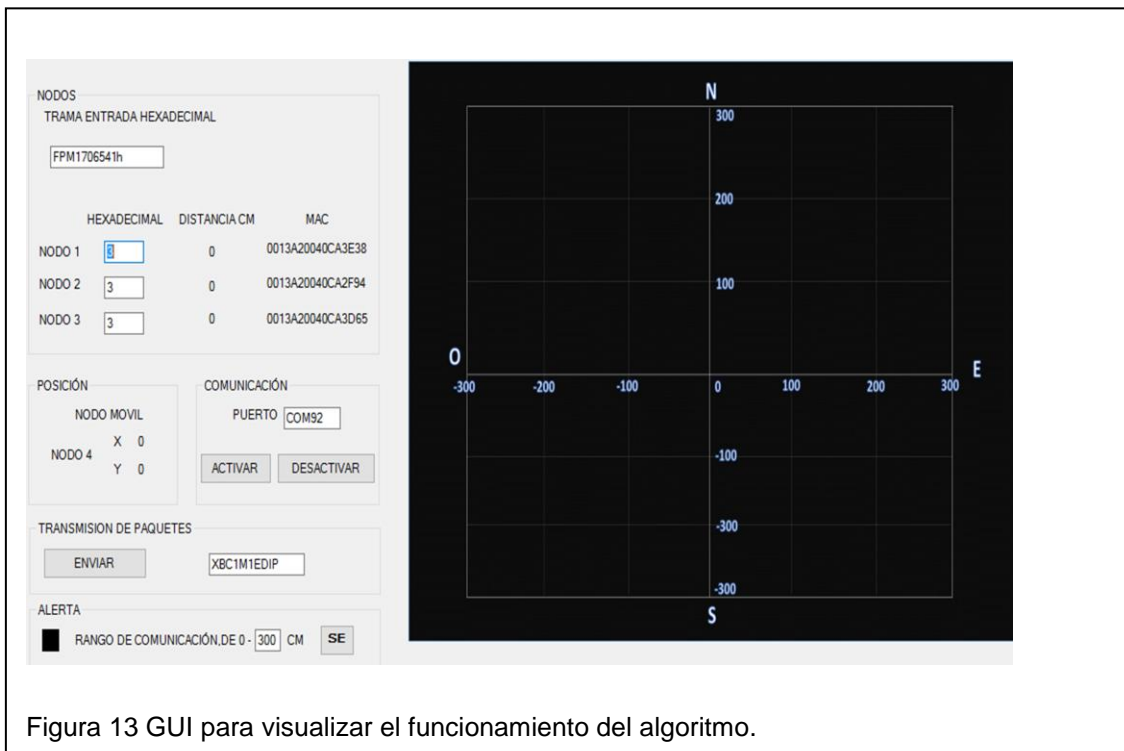 NODOS
TRAMA ENTRADA HEXADECIMAL
FPM1706541h
HEXADECIMAL DISTANCIA CM MAC
NODO 1 3 0 0013A20040CA3E38
NODO 2 3 0 0013A20040CA2F94
NODO 3 3 0 0013A20040CA3D65
POSICIÓN
NODO MOVIL
NODO 4
X 0
Y 0
COMUNICACIÓN
PUERTO COM92
ACTIVAR DESACTIVAR
TRANSMISION DE PAQUETES
ENVIAR XBC1M1EDIP
ALERTA
RANGO DE COMUNICACIÓN,DE 0 - 300 CM SE
N
300
200
100
O
E
-300 -200 -100 0 100 200 300
-100
-300
-300
S
Figura 13 GUI para visualizar el funcionamiento del algoritmo.